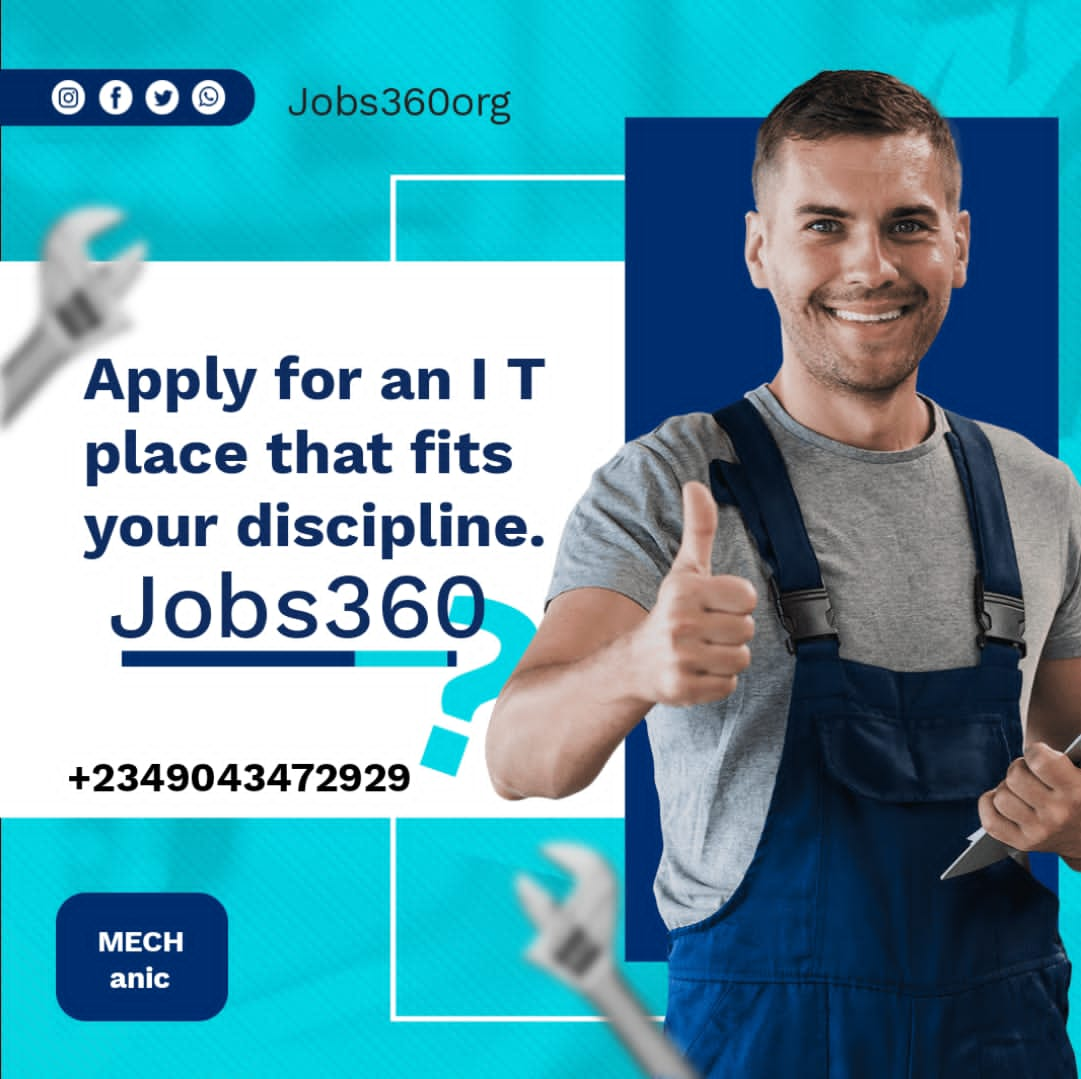 Jobs360org
Apply for an I T
place that fits
your discipline.
Jobs360
?
+2349043472929
MECH
anic